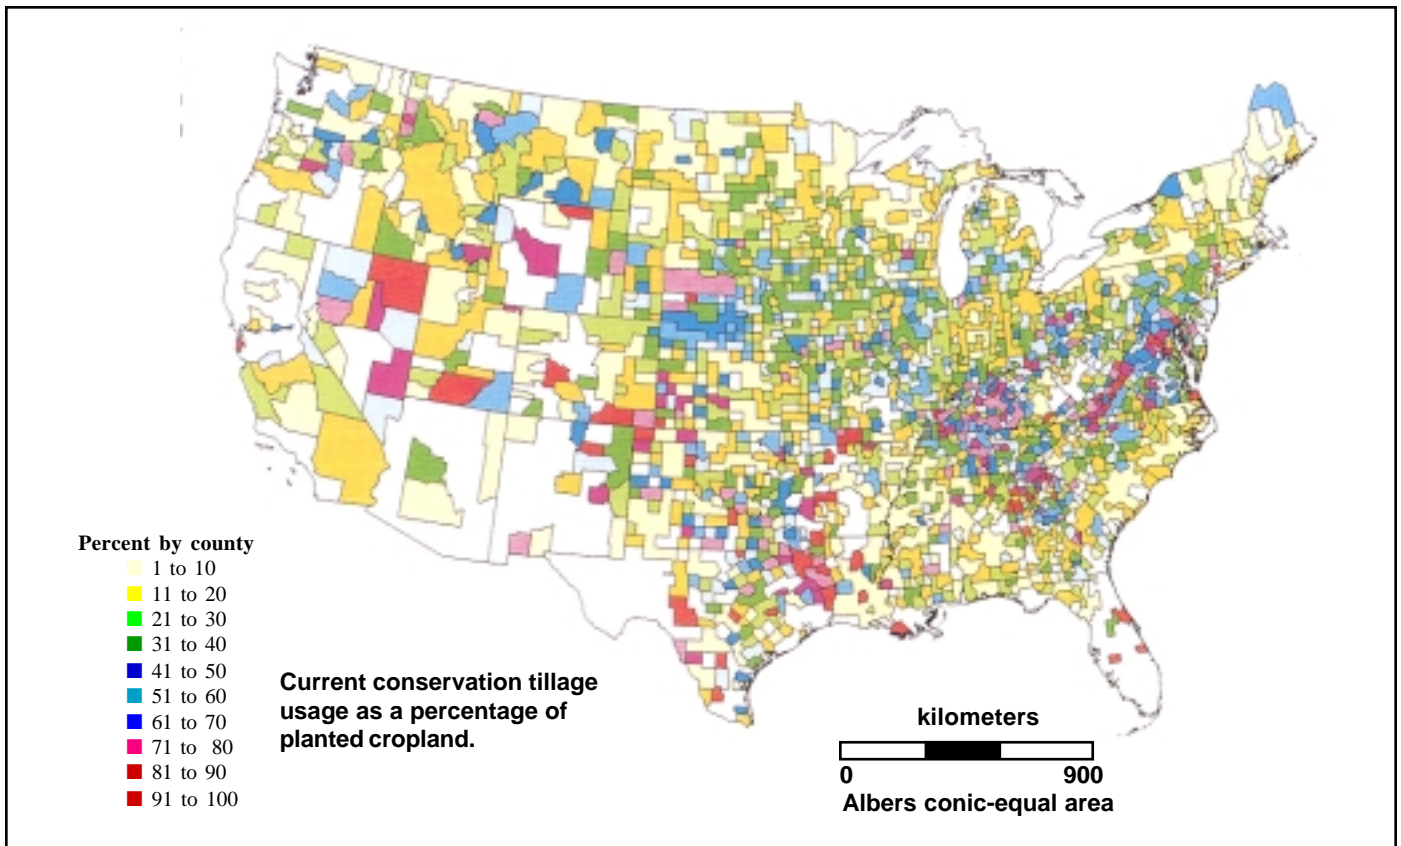 Percent by county
1 to 10
11 to 20
21 to 30
31 to 40
41 to 50
51 to 60
61 to 70
71 to 80
81 to 90
91 to 100
Current conservation tillage
usage as a percentage of
planted cropland.
kilometers
0 900
Albers conic-equal area